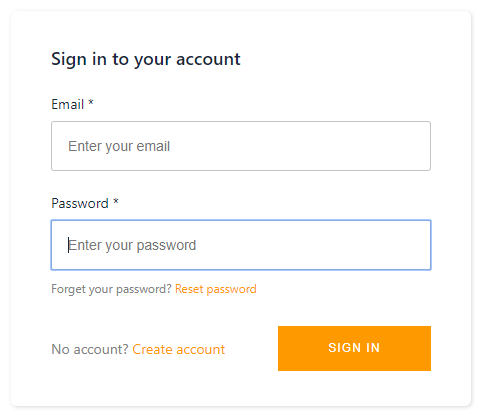 Sign in to your account
Email *
Enter your email
Password *
Enter your password
Forget your password? Reset password
No account? Create account
SIGN IN